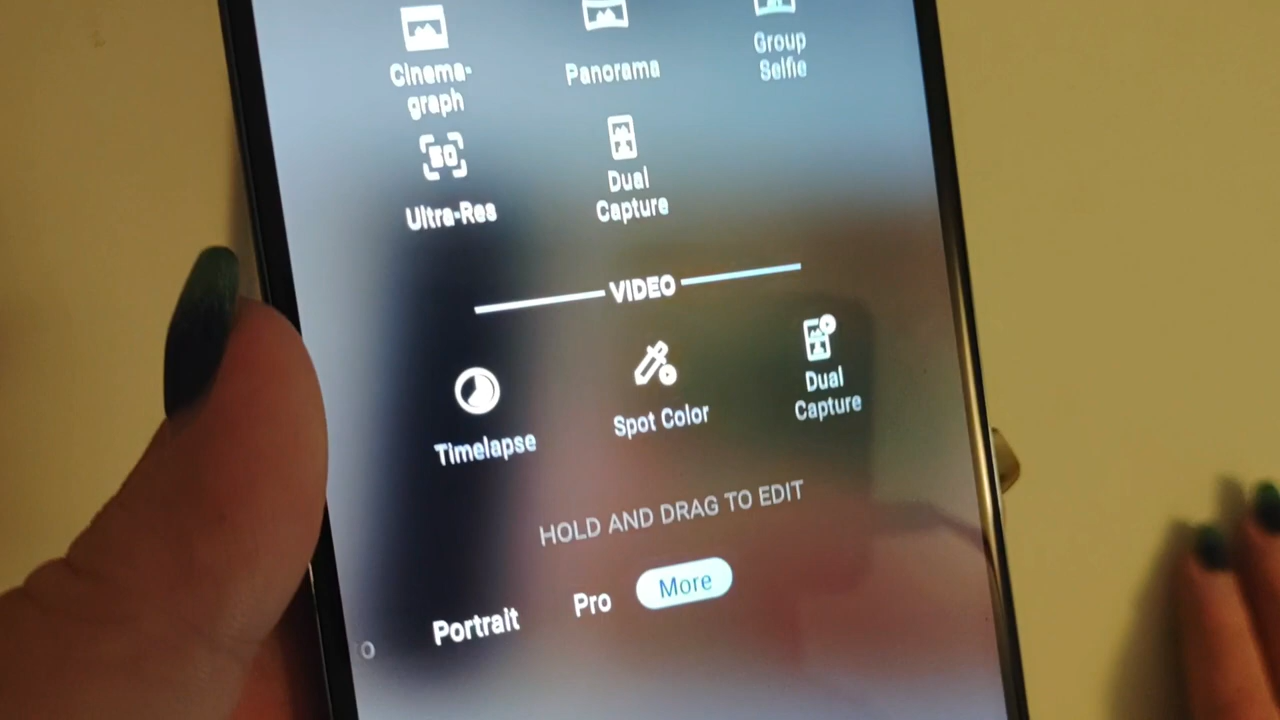 Cinema-
graph
Panorama
Group
Selfie
Ultra-Res
Dual
Capture
VIDEO
Timelapse
Spot Color
Dual
Capture
HOLD AND DRAG TO EDIT
Portrait
Pro
More